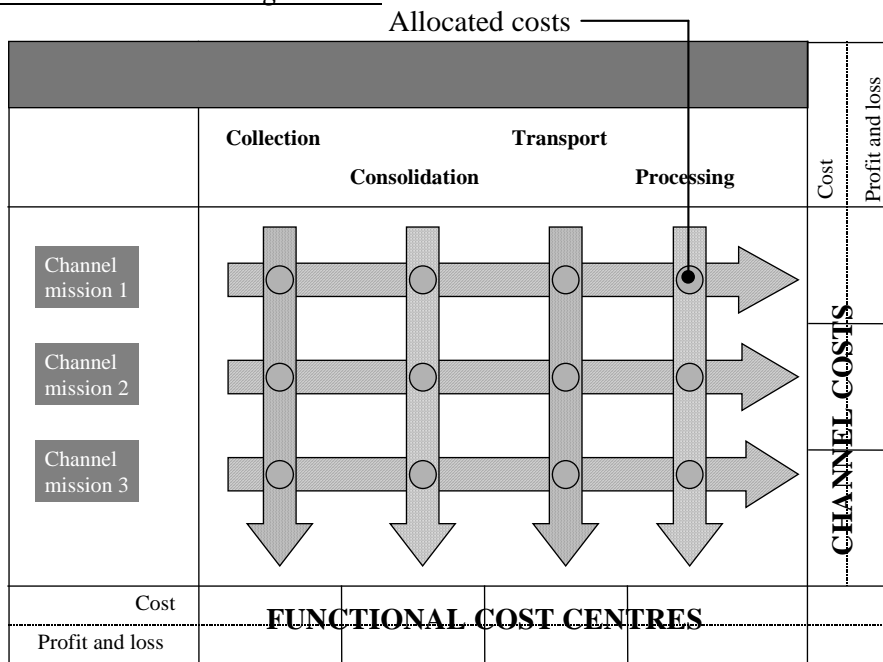 Allocated costs
Cost
Profit and loss
Collection
Transport
Consolidation
Processing
Channel
mission 1
Channel
mission 2
Channel
mission 3
CHANNEL COSTS
Cost
FUNCTIONAL COST CENTRES
Profit and loss